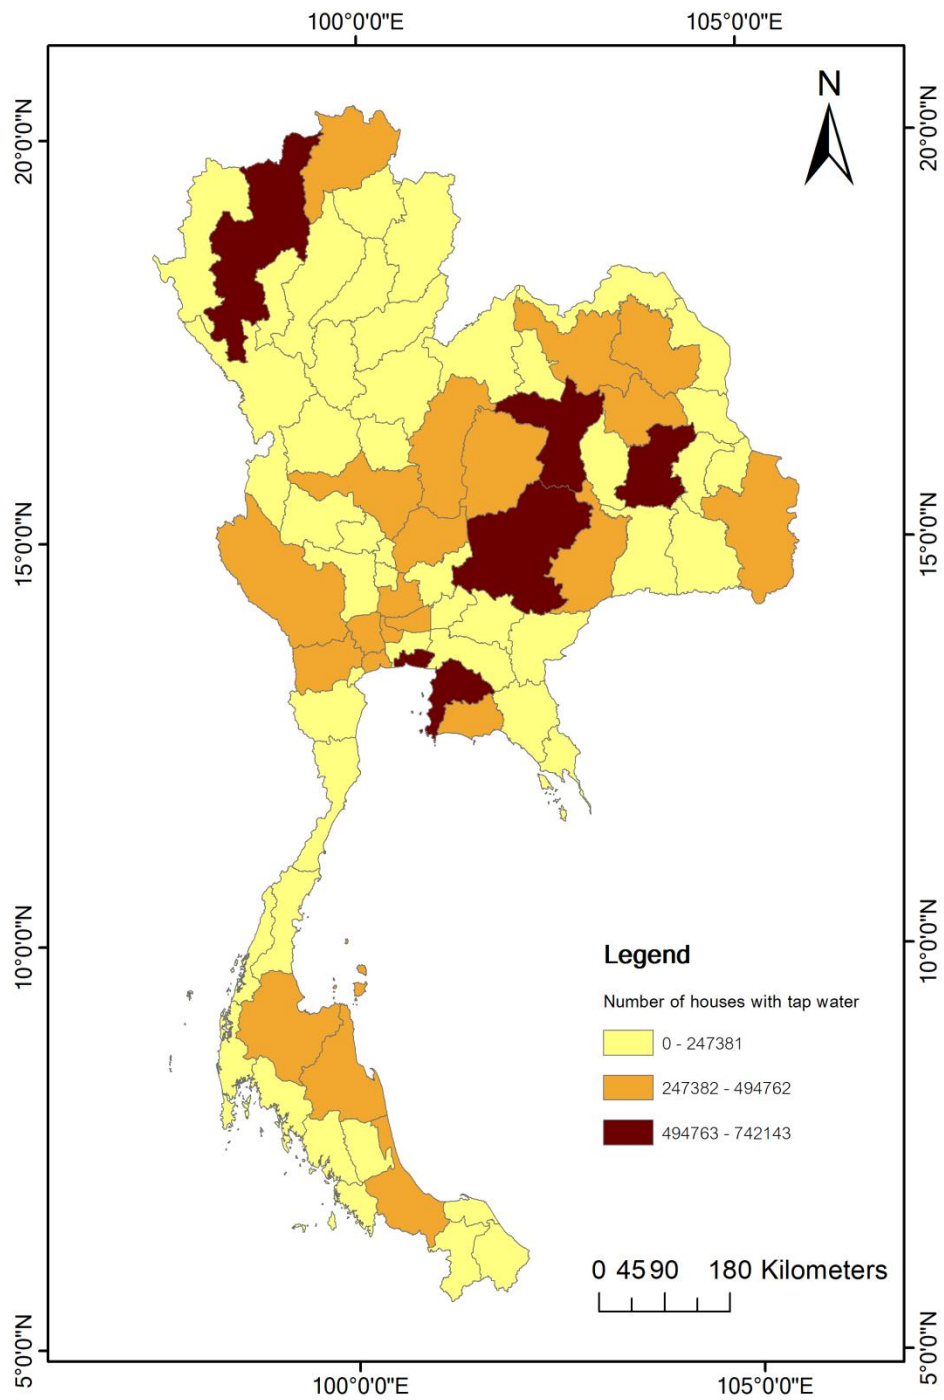 100°0'0"E 105°0'0"E
N
20°0'0"N 20°0'0"N
15°0'0"N 15°0'0"N
10°0'0"N 10°0'0"N
Legend
Number of houses with tap water
0 - 247381
247382 - 494762
494763 - 742143
0 45 90 180 Kilometers
5°0'0"N 5°0'0"N
100°0'0"E 105°0'0"E